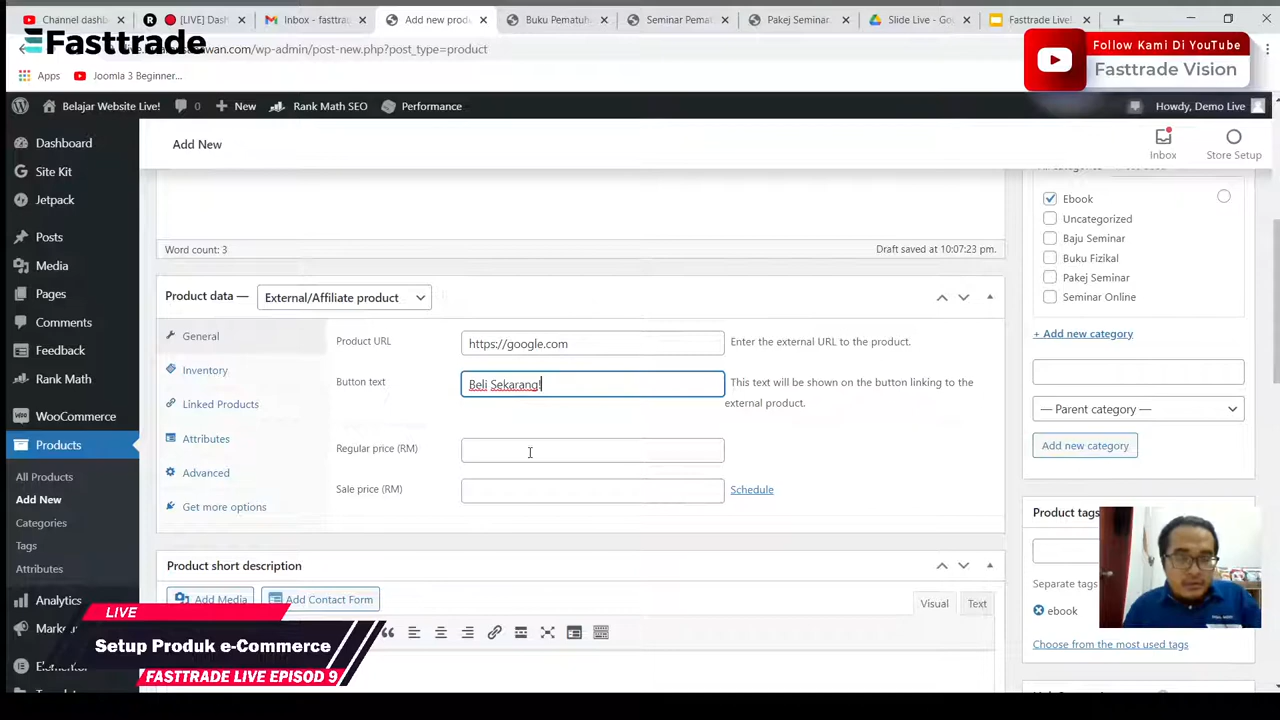 Channel dashboard
[LIVE] Dash
Inbox - fasttrade
Add new product
Buku Pematuh
Seminar Pemat
Pakej Seminar
Slide Live - Go
Fasttrade Live!
Fasttrade
wan.com/wp-admin/post-new.php?post_type=product
Follow Kami Di YouTube
Fasttrade Vision
Apps
Joomla 3 Beginner...
Belajar Website Live!
0
+ New
Rank Math SEO
Performance
Howdy, Demo Live
Dashboard
Site Kit
Jetpack
Posts
Media
Pages
Comments
Feedback
Rank Math
WooCommerce
Products
All Products
Add New
Categories
Tags
Attributes
Analytics
Add New
Inbox
Store Setup
Word count: 3
Draft saved at 10:07:23 pm.
Product data —
External/Affiliate product
General
Inventory
Linked Products
Attributes
Advanced
Get more options
Product URL
https://google.com
Enter the external URL to the product.
Button text
Beli Sekarang!
This text will be shown on the button linking to the
external product.
Regular price (RM)
Sale price (RM)
Schedule
Product short description
Add Media
Add Contact Form
Visual
Text
Ebook
Uncategorized
Baju Seminar
Buku Fizikal
Pakej Seminar
Seminar Online
+ Add new category
— Parent category —
Add new category
Product tags
Separate tags
ebook
Choose from the most used tags
LIVE
Setup Produk e-Commerce
FASTTRADE LIVE EPISOD 9